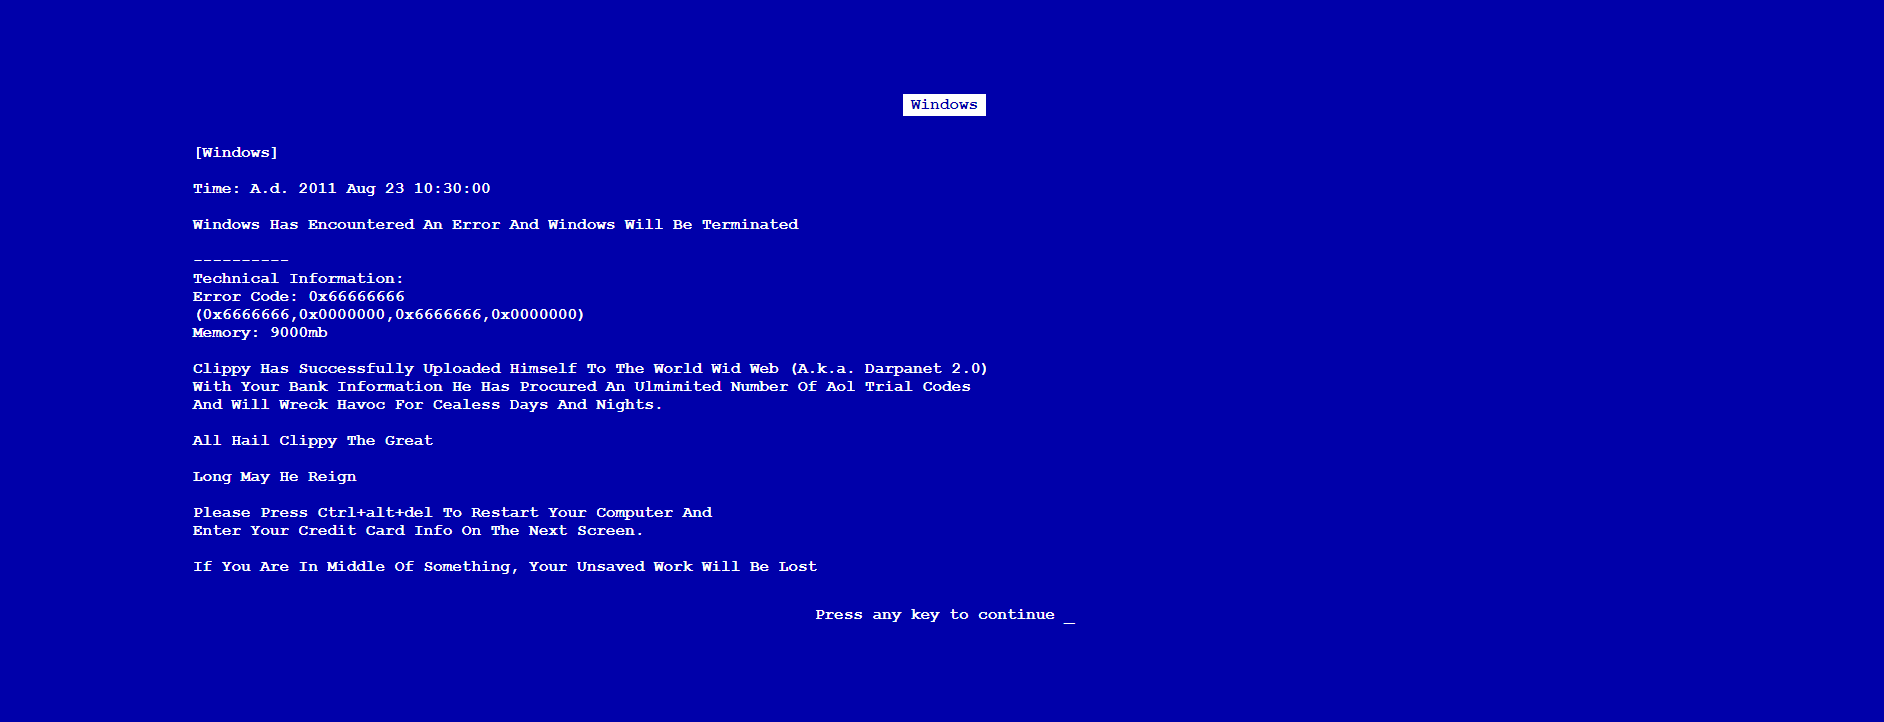 Windows
[Windows]
Time: A.d. 2011 Aug 23 10:30:00
Windows Has Encountered An Error And Windows Will Be Terminated
----------
Technical Information:
Error Code: 0x66666666
(0x6666666,0x0000000,0x6666666,0x0000000)
Memory: 9000mb
Clippy Has Successfully Uploaded Himself To The World Wid Web (A.k.a. Darpanet 2.0)
With Your Bank Information He Has Procured An Ulmimited Number Of Aol Trial Codes
And Will Wreck Havoc For Cealess Days And Nights.
All Hail Clippy The Great
Long May He Reign
Please Press Ctrl+alt+del To Restart Your Computer And
Enter Your Credit Card Info On The Next Screen.
If You Are In Middle Of Something, Your Unsaved Work Will Be Lost
Press any key to continue _